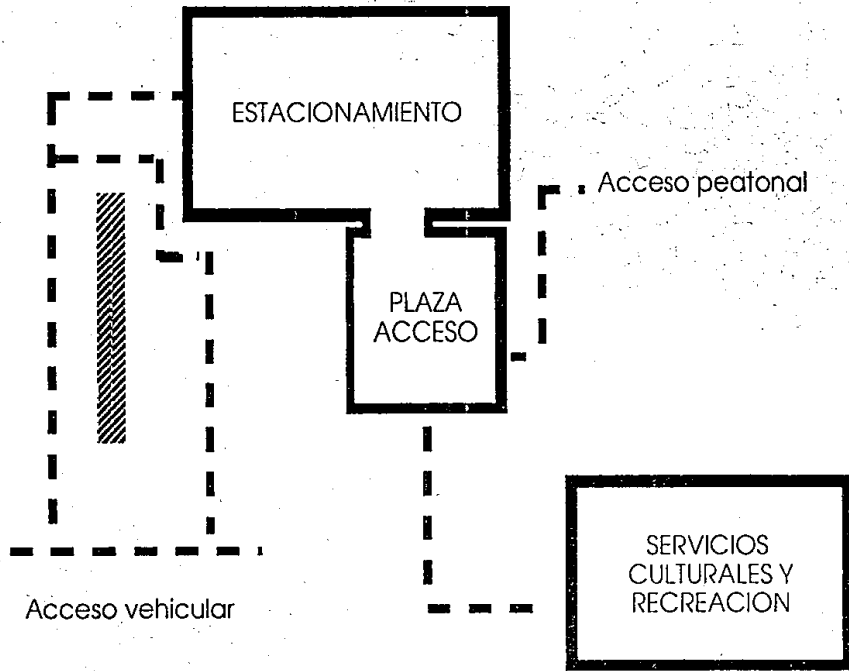 ESTACIONAMIENTO
Acceso peatonal
PLAZA
ACCESO
SERVICIOS
CULTURALES Y
RECREACION
Acceso vehicular